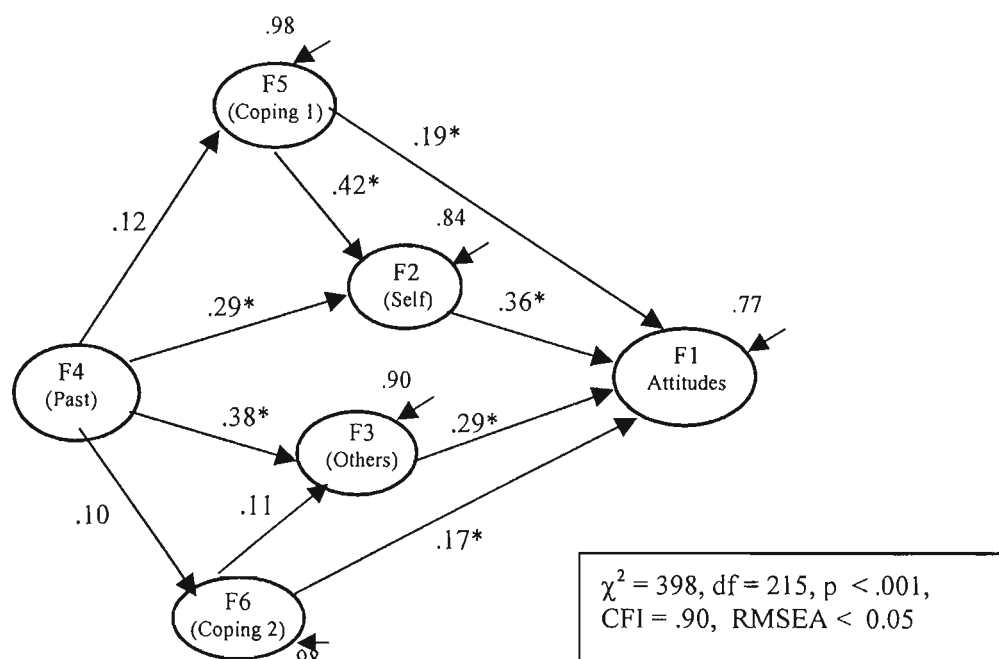 .98
F5
(Coping 1)
.19*
.42*
.84
.12
F2
(Self)
.29*
.36*
.77
F1
Attitudes
F4
(Past)
.90
.38*
F3
(Others)
.29*
.11
.10
.17*
F6
(Coping 2)
.98
χ² = 398, df = 215, p < .001,
CFI = .90, RMSEA < 0.05